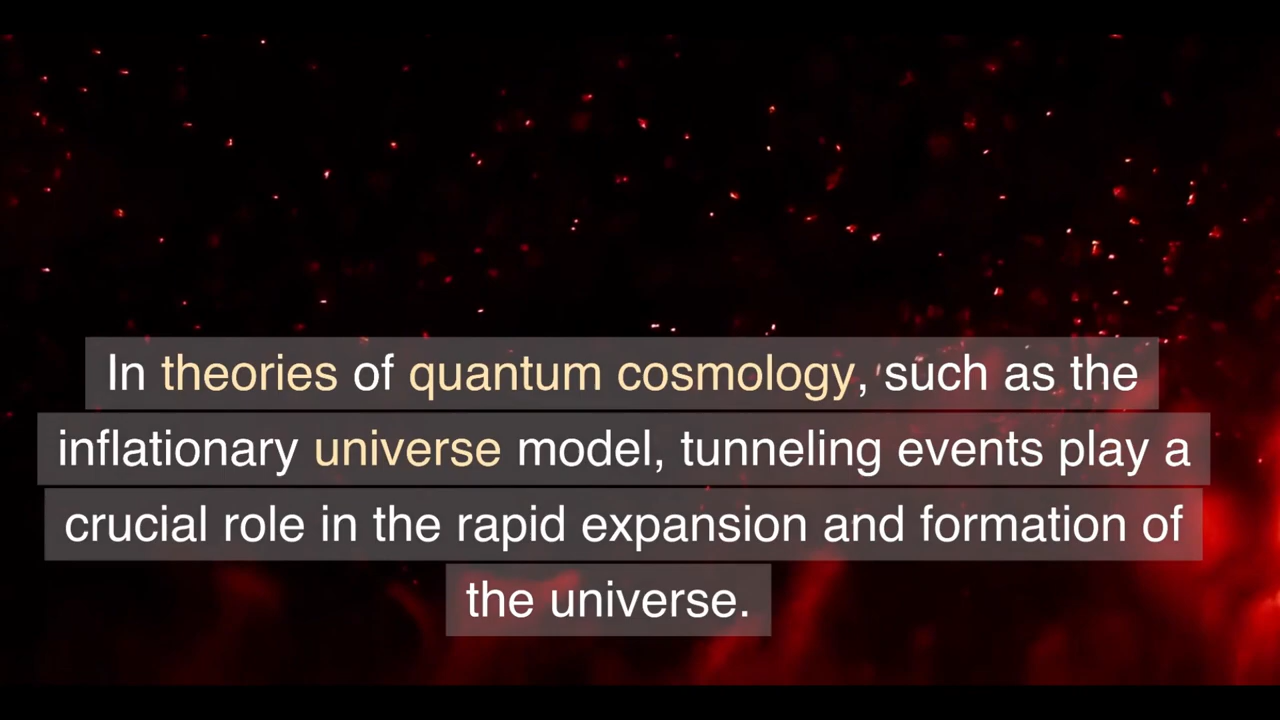 In theories of quantum cosmology, such as the
inflationary universe model, tunneling events play a
crucial role in the rapid expansion and formation of
the universe.